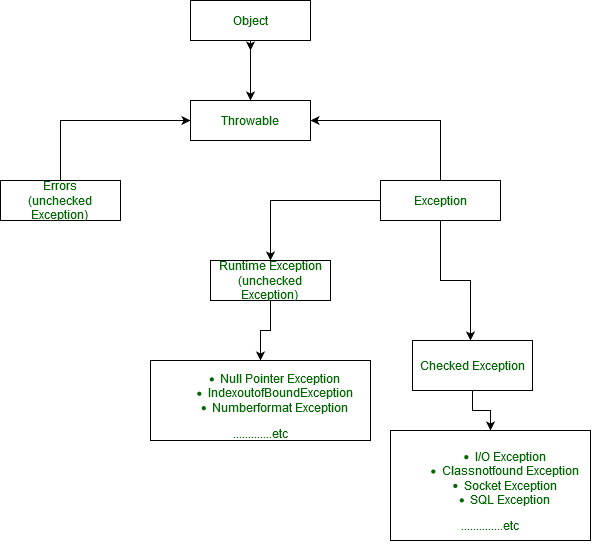 Object
Throwable
Errors
(unchecked
Exception)
Exception
Runtime Exception
(unchecked
Exception)
Checked Exception
• Null Pointer Exception
• IndexoutofBoundException
• Numberformat Exception
.............etc
• I/O Exception
• Classnotfound Exception
• Socket Exception
• SQL Exception
..............etc